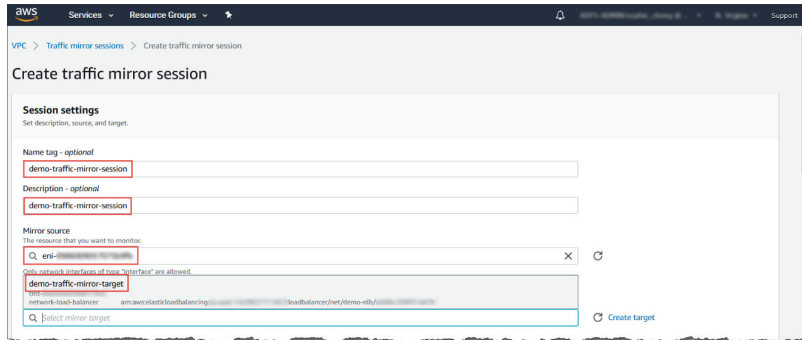 aws Services Resource Groups Support
VPC > Traffic mirror sessions > Create traffic mirror session
Create traffic mirror session
Session settings
Set description, source, and target.
Name tag - optional
demo-traffic-mirror-session
Description - optional
demo-traffic-mirror-session
Mirror source
The resource that you want to monitor.
eni-
Only network interfaces of type "interface" are allowed.
demo-traffic-mirror-target
network-load-balancer arn:aws:elasticloadbalancing: :loadbalancer/net/demo-nlb/
Select mirror target Create target